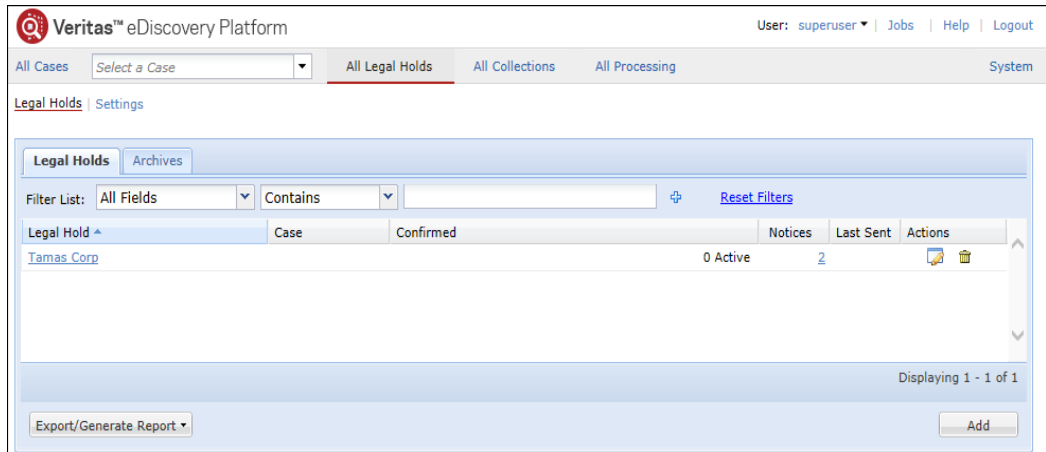 Veritas™ eDiscovery Platform
User: superuser | Jobs | Help | Logout
All Cases Select a Case All Legal Holds All Collections All Processing System
Legal Holds | Settings
Legal Holds Archives
Filter List: All Fields Contains Reset Filters
Legal Hold Case Confirmed Notices Last Sent Actions
Tamas Corp 0 Active 2
Displaying 1 - 1 of 1
Export/Generate Report Add